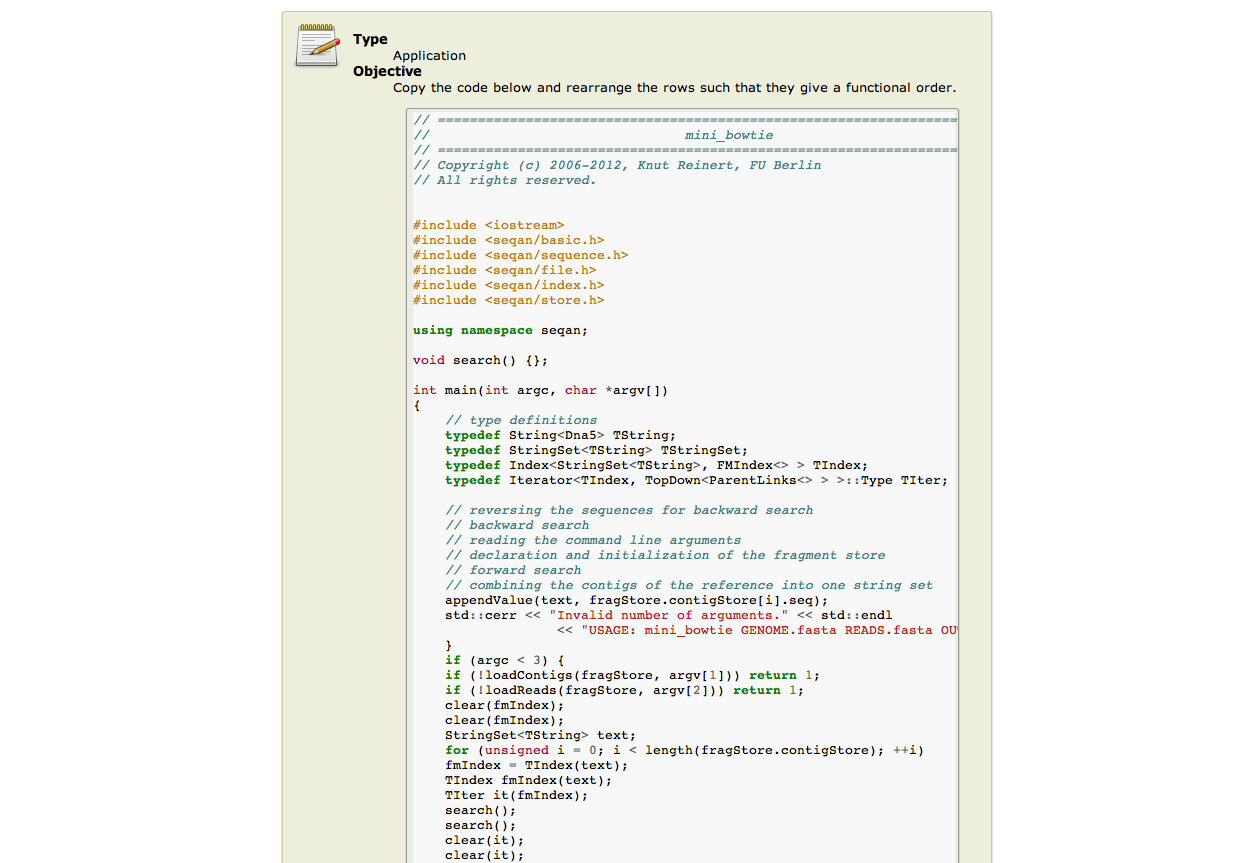 Type
Application
Objective
Copy the code below and rearrange the rows such that they give a functional order.
// =================================================================
//                                mini_bowtie
// =================================================================
// Copyright (c) 2006-2012, Knut Reinert, FU Berlin
// All rights reserved.
#include <iostream>
#include <seqan/basic.h>
#include <seqan/sequence.h>
#include <seqan/file.h>
#include <seqan/index.h>
#include <seqan/store.h>
using namespace seqan;
void search() {};
int main(int argc, char *argv[])
{
    // type definitions
    typedef String<Dna5> TString;
    typedef StringSet<TString> TStringSet;
    typedef Index<StringSet<TString>, FMIndex<> > TIndex;
    typedef Iterator<TIndex, TopDown<ParentLinks<> > >::Type TIter;
    // reversing the sequences for backward search
    // backward search
    // reading the command line arguments
    // declaration and initialization of the fragment store
    // forward search
    // combining the contigs of the reference into one string set
    appendValue(text, fragStore.contigStore[i].seq);
    std::cerr << "Invalid number of arguments." << std::endl
                  << "USAGE: mini_bowtie GENOME.fasta READS.fasta
    }
    if (argc < 3) {
    if (!loadContigs(fragStore, argv[1])) return 1;
    if (!loadReads(fragStore, argv[2])) return 1;
    clear(fmIndex);
    clear(fmIndex);
    StringSet<TString> text;
    for (unsigned i = 0; i < length(fragStore.contigStore); ++i)
    fmIndex = TIndex(text);
    TIndex fmIndex(text);
    TIter it(fmIndex);
    search();
    search();
    clear(it);
    clear(it);